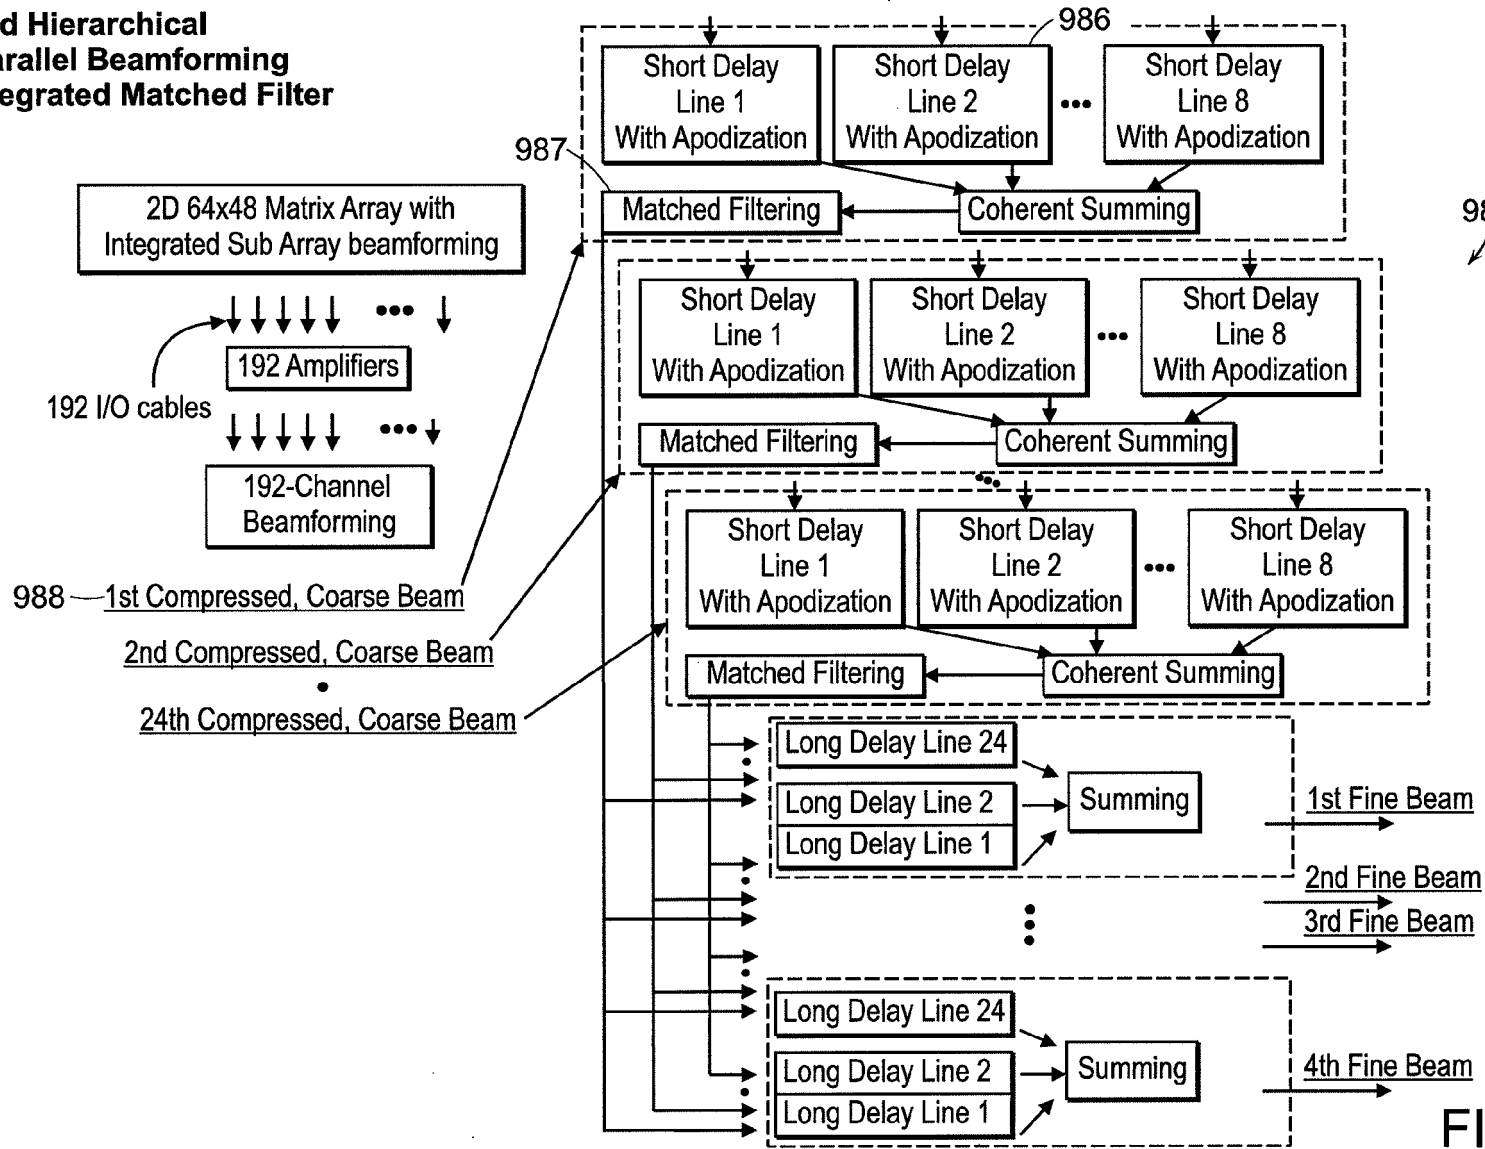 d Hierarchical
arallel Beamforming
egrated Matched Filter
986
Short Delay
Line 1
With Apodization
Short Delay
Line 2
With Apodization
Short Delay
Line 8
With Apodization
987
Matched Filtering
Coherent Summing
2D 64x48 Matrix Array with
Integrated Sub Array beamforming
192 Amplifiers
192 I/O cables
192-Channel
Beamforming
988
1st Compressed, Coarse Beam
2nd Compressed, Coarse Beam
24th Compressed, Coarse Beam
98
Short Delay
Line 1
With Apodization
Short Delay
Line 2
With Apodization
Short Delay
Line 8
With Apodization
Matched Filtering
Coherent Summing
Short Delay
Line 1
With Apodization
Short Delay
Line 2
With Apodization
Short Delay
Line 8
With Apodization
Matched Filtering
Coherent Summing
Long Delay Line 24
Long Delay Line 2
Long Delay Line 1
Summing
1st Fine Beam
2nd Fine Beam
3rd Fine Beam
Long Delay Line 24
Long Delay Line 2
Long Delay Line 1
Summing
4th Fine Beam
FI